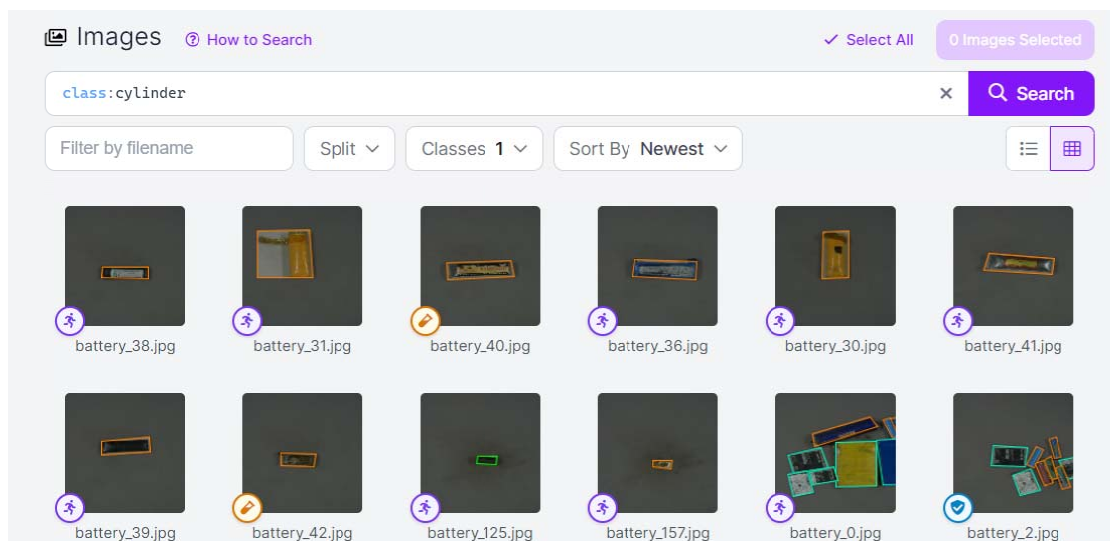 Images How to Search Select All 0 Images Selected
class:cylinder Search
Filter by filename Split Classes 1 Sort By Newest
battery_38.jpg battery_31.jpg battery_40.jpg battery_36.jpg battery_30.jpg battery_41.jpg
battery_39.jpg battery_42.jpg battery_125.jpg battery_157.jpg battery_0.jpg battery_2.jpg